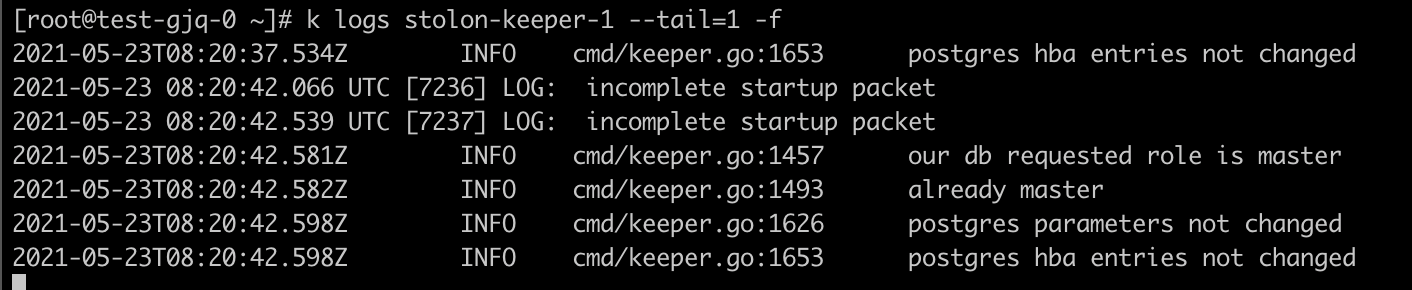 [root@test-gjq-0 ~]# k logs stolon-keeper-1 --tail=1 -f
2021-05-23T08:20:37.534Z        INFO    cmd/keeper.go:1653      postgres hba entries not changed
2021-05-23 08:20:42.066 UTC [7236] LOG:  incomplete startup packet
2021-05-23 08:20:42.539 UTC [7237] LOG:  incomplete startup packet
2021-05-23T08:20:42.581Z        INFO    cmd/keeper.go:1457      our db requested role is master
2021-05-23T08:20:42.582Z        INFO    cmd/keeper.go:1493      already master
2021-05-23T08:20:42.598Z        INFO    cmd/keeper.go:1626      postgres parameters not changed
2021-05-23T08:20:42.598Z        INFO    cmd/keeper.go:1653      postgres hba entries not changed